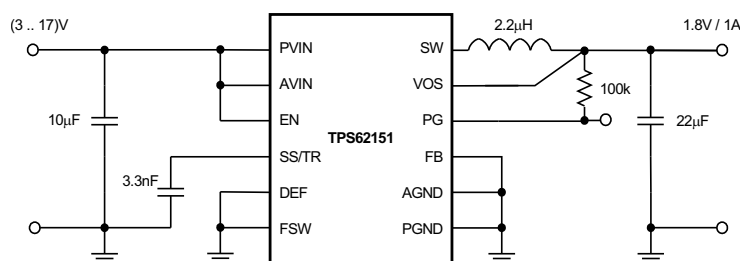 (3 .. 17)V
10μF
3.3nF
PVIN
AVIN
EN
SS/TR
DEF
FSW
TPS62151
SW
VOS
PG
FB
AGND
PGND
2.2μH
1.8V / 1A
100k
22μF